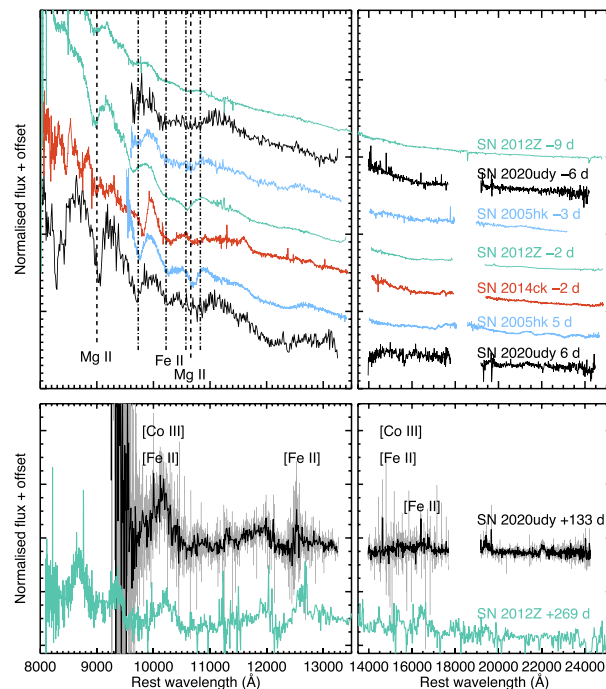 Normalised flux + offset
SN 2012Z −9 d
SN 2020udy −6 d
SN 2005hk −3 d
SN 2012Z −2 d
SN 2014ck −2 d
SN 2005hk 5 d
SN 2020udy 6 d
Mg II
Fe II
Mg II
Normalised flux + offset
[Co III]
[Fe II]
[Fe II]
[Co III]
[Fe II]
[Fe II]
SN 2020udy +133 d
SN 2012Z +269 d
8000 9000 10000 11000 12000 13000
14000 16000 18000 20000 22000 24000
Rest wavelength (Å)
Rest wavelength (Å)